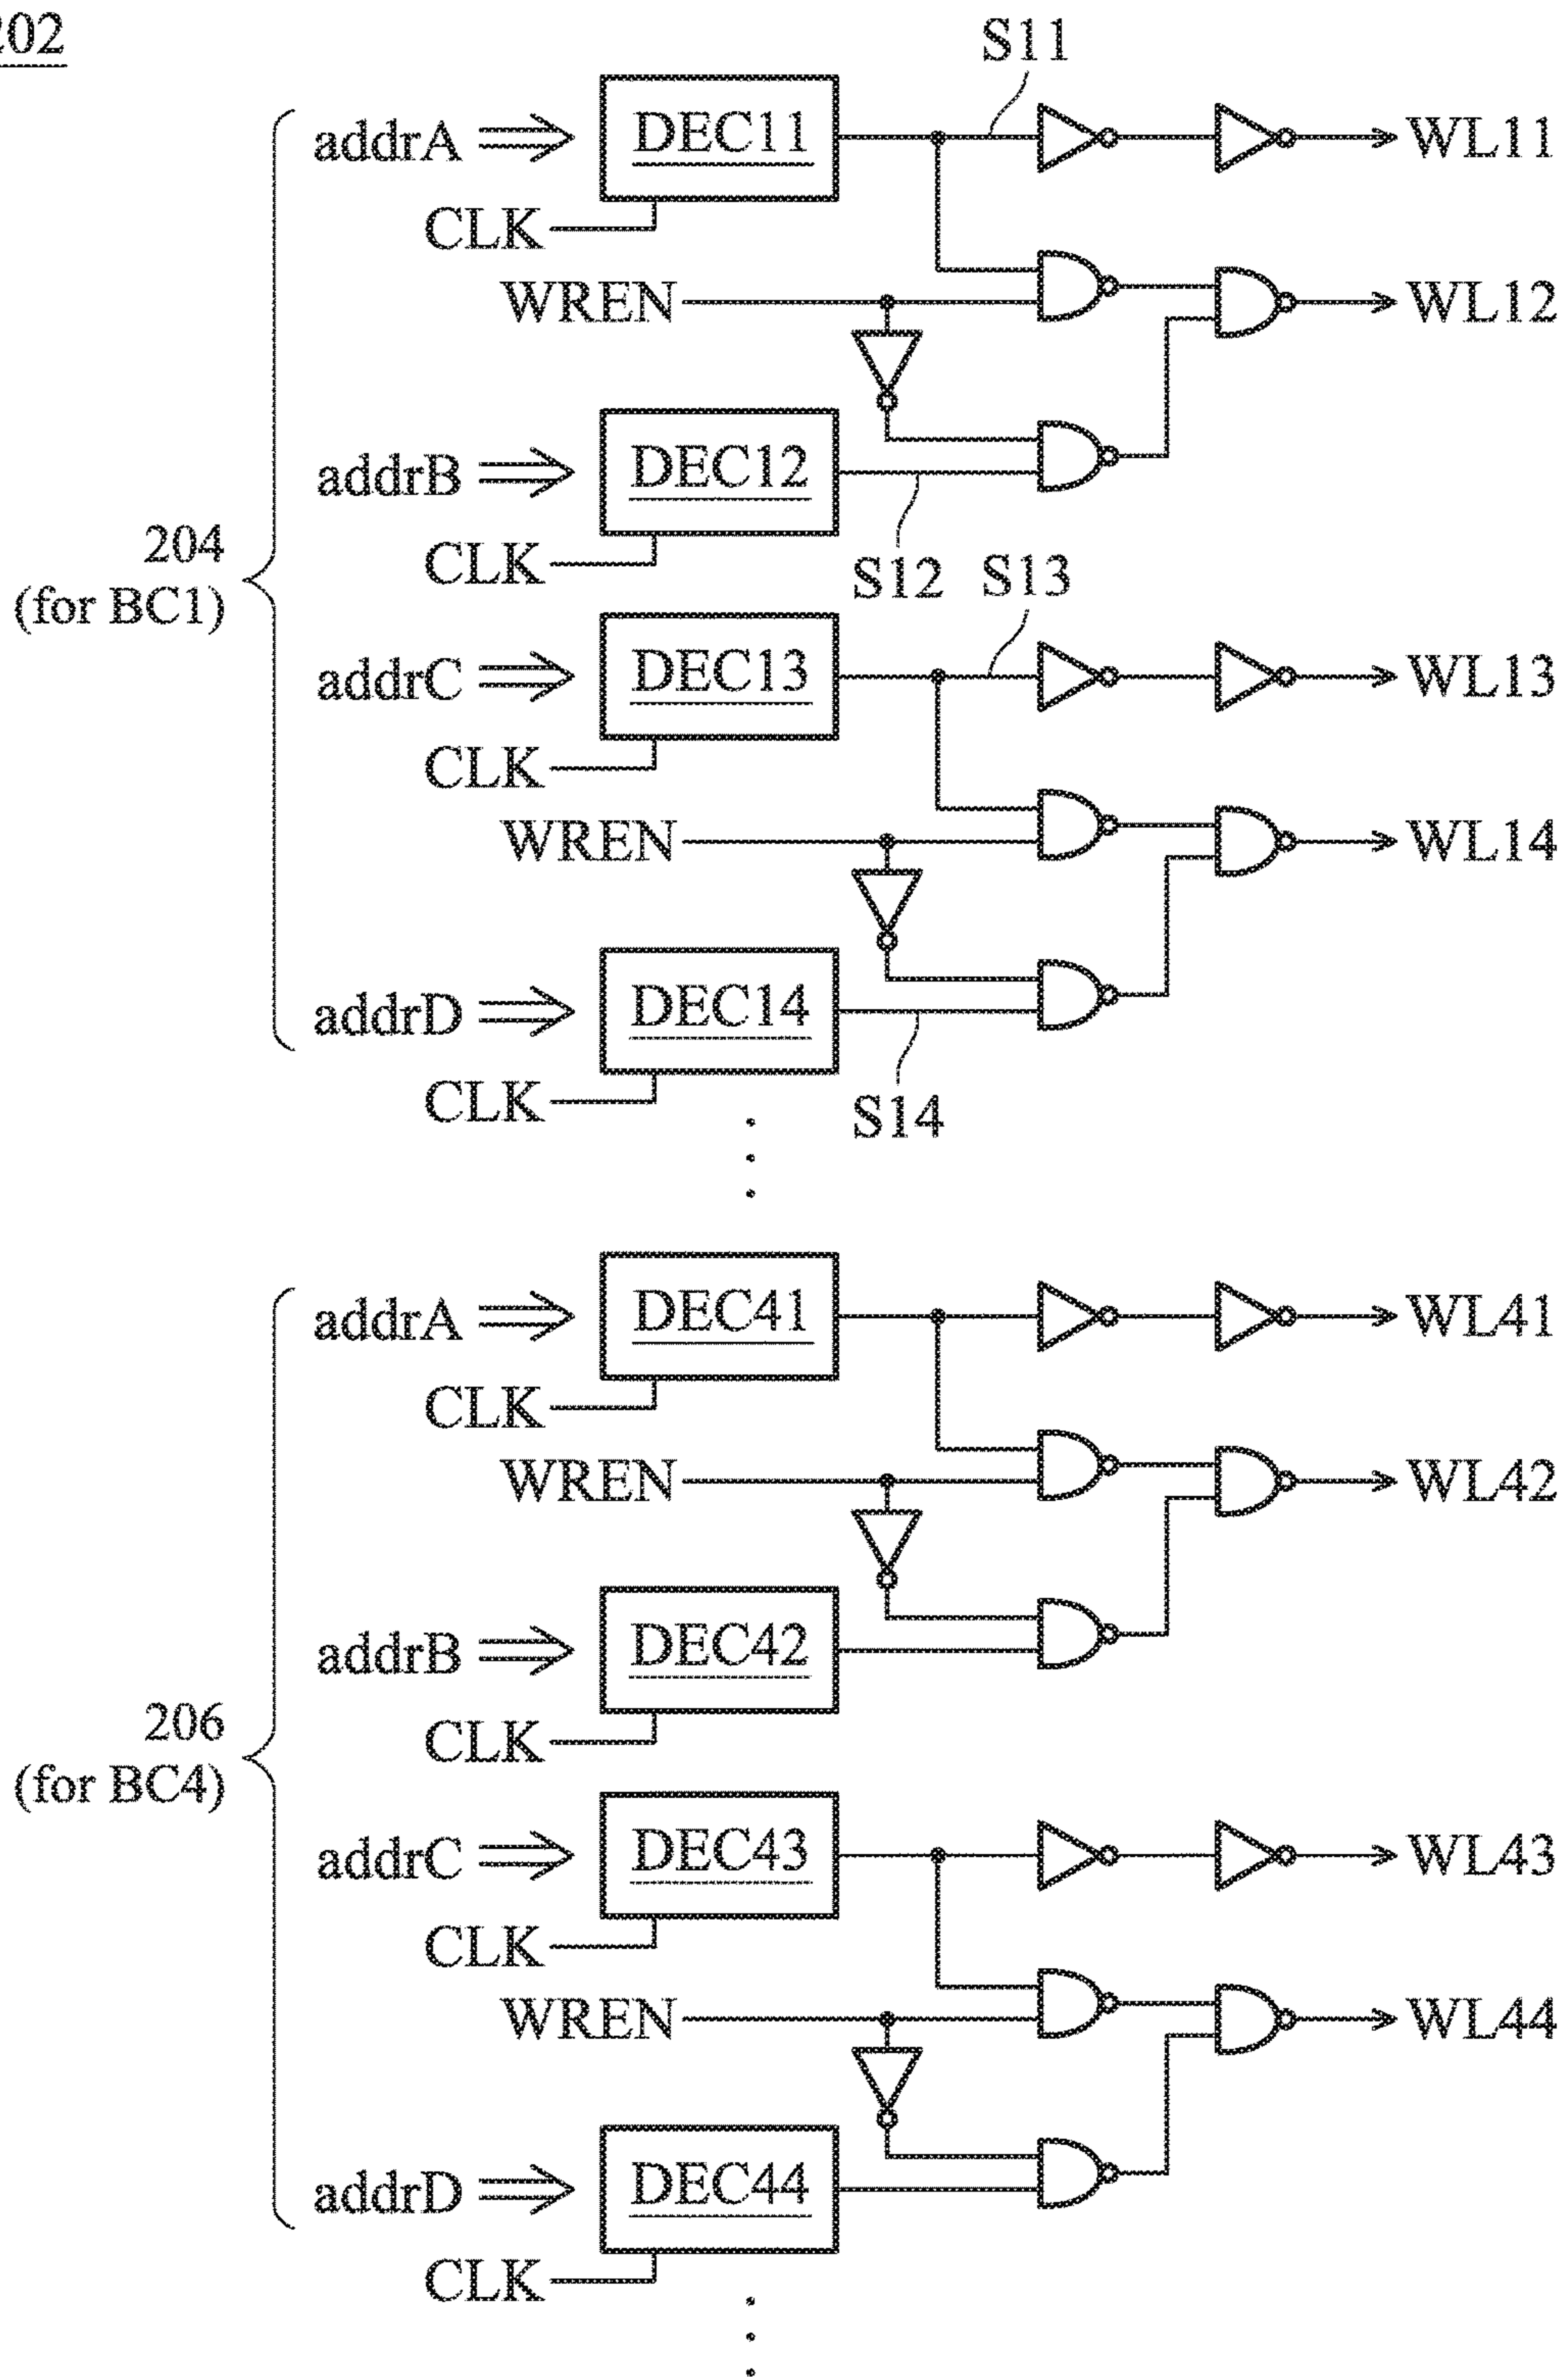 202
S11
addrA
DEC11
WL11
CLK
WREN
WL12
addrB
DEC12
CLK
S12
204
(for BC1)
S13
addrC
DEC13
WL13
CLK
WREN
WL14
addrD
DEC14
CLK
S14
addrA
DEC41
WL41
CLK
WREN
WL42
addrB
DEC42
CLK
206
(for BC4)
addrC
DEC43
WL43
CLK
WREN
WL44
addrD
DEC44
CLK